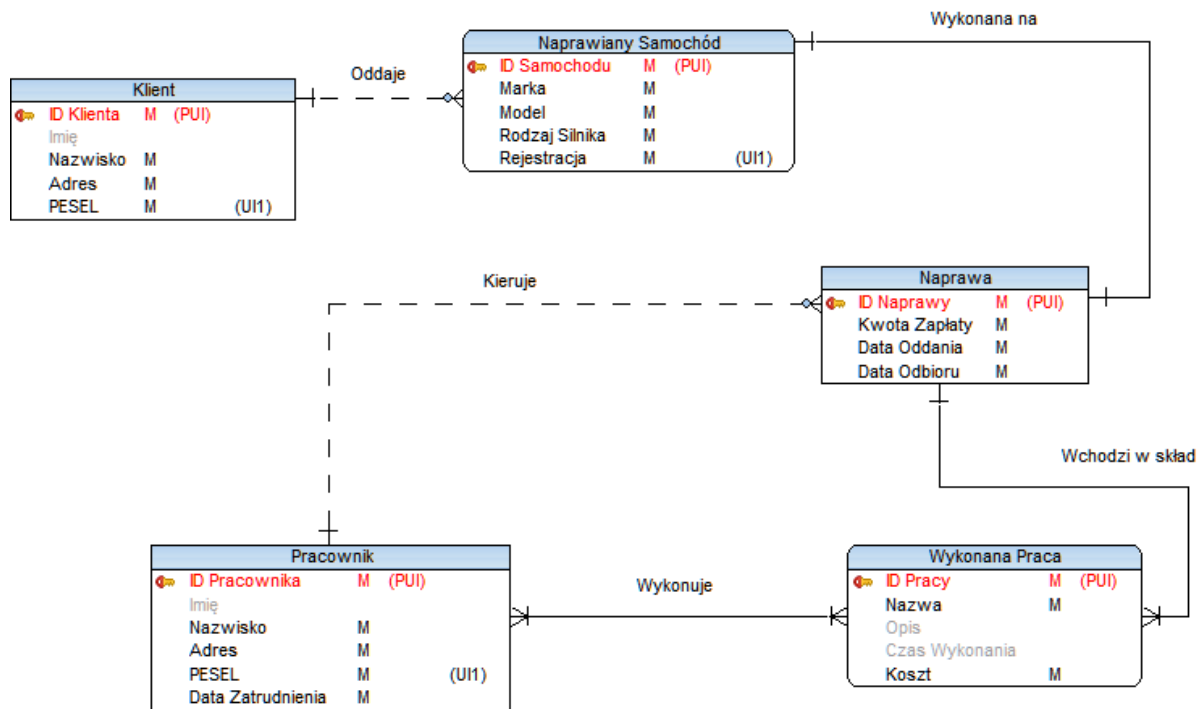 Wykonana na
Naprawiany Samochód
ID Samochodu M (PUI)
Marka M
Model M
Rodzaj Silnika M
Rejestracja M (UI1)
Oddaje
Klient
ID Klienta M (PUI)
Imię
Nazwisko M
Adres M
PESEL M (UI1)
Kieruje
Naprawa
ID Naprawy M (PUI)
Kwota Zapłaty M
Data Oddania M
Data Odbioru M
Wchodzi w skład
Pracownik
ID Pracownika M (PUI)
Imię
Nazwisko M
Adres M
PESEL M (UI1)
Data Zatrudnienia M
Wykonuje
Wykonana Praca
ID Pracy M (PUI)
Nazwa M
Opis
Czas Wykonania
Koszt M